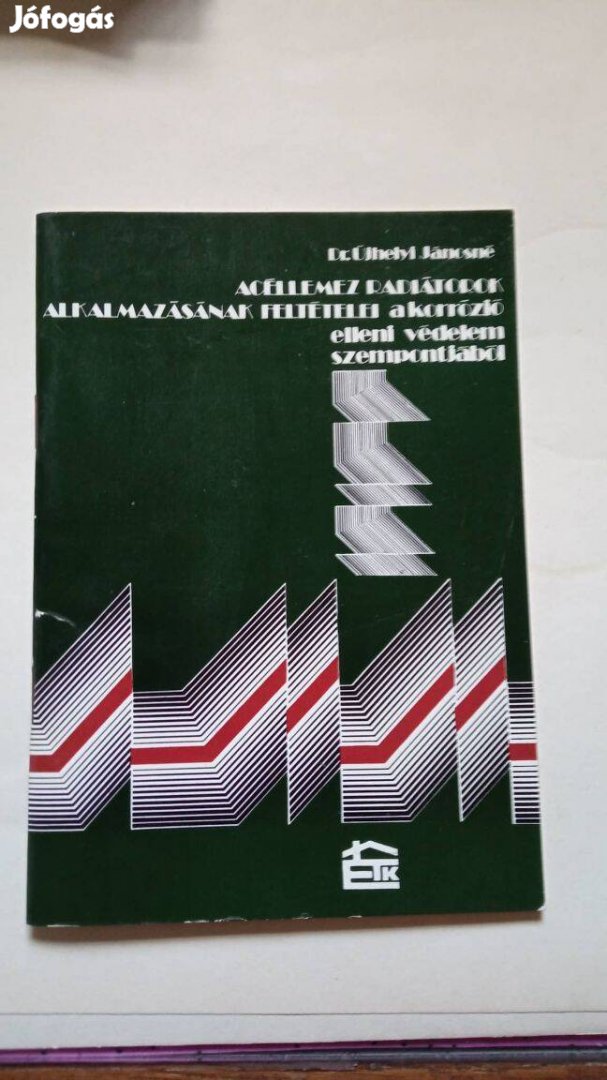 Jófogás
Dr. Újhelyi Jánosné
ACÉLLEMEZ RADIÁTOROK
ALKALMAZÁSÁNAK FELTÉTELEI a korrózió
elleni védelem
szempontjából
ÉTK